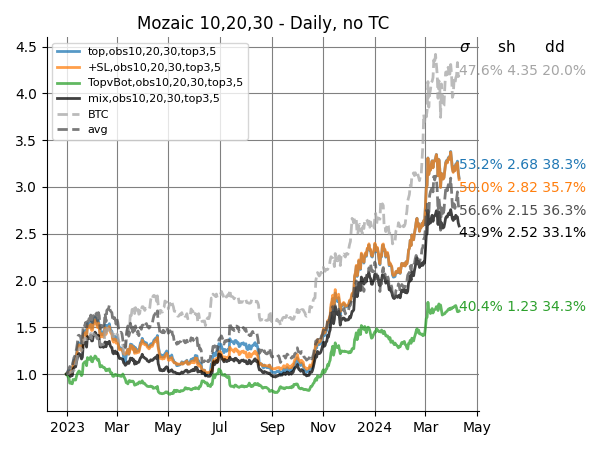 Mozaic 10,20,30 - Daily, no TC
σ sh dd
top,obs10,20,30,top3,5
+SL,obs10,20,30,top3,5
TopvBot,obs10,20,30,top3,5
mix,obs10,20,30,top3,5
BTC
avg
47.6% 4.35 20.0%
53.2% 2.68 38.3%
50.0% 2.82 35.7%
56.6% 2.15 36.3%
43.9% 2.52 33.1%
40.4% 1.23 34.3%
4.5
4.0
3.5
3.0
2.5
2.0
1.5
1.0
2023 Mar May Jul Sep Nov 2024 Mar May